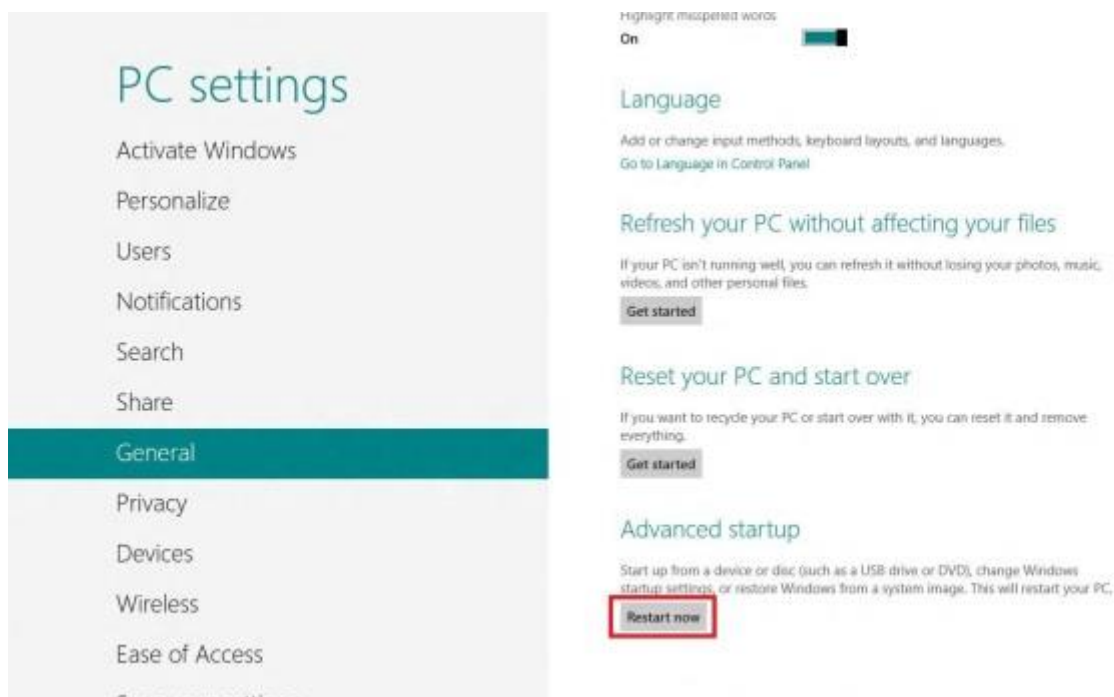 PC settings
Activate Windows
Personalize
Users
Notifications
Search
Share
General
Privacy
Devices
Wireless
Ease of Access
Highlight misspelled words
On
Language
Add or change input methods, keyboard layouts, and languages.
Go to Language in Control Panel
Refresh your PC without affecting your files
If your PC isn't running well, you can refresh it without losing your photos, music,
videos, and other personal files.
Get started
Reset your PC and start over
If you want to recycle your PC or start over with it, you can reset it and remove
everything.
Get started
Advanced startup
Start up from a device or disc (such as a USB drive or DVD), change Windows
startup settings, or restore Windows from a system image. This will restart your PC.
Restart now